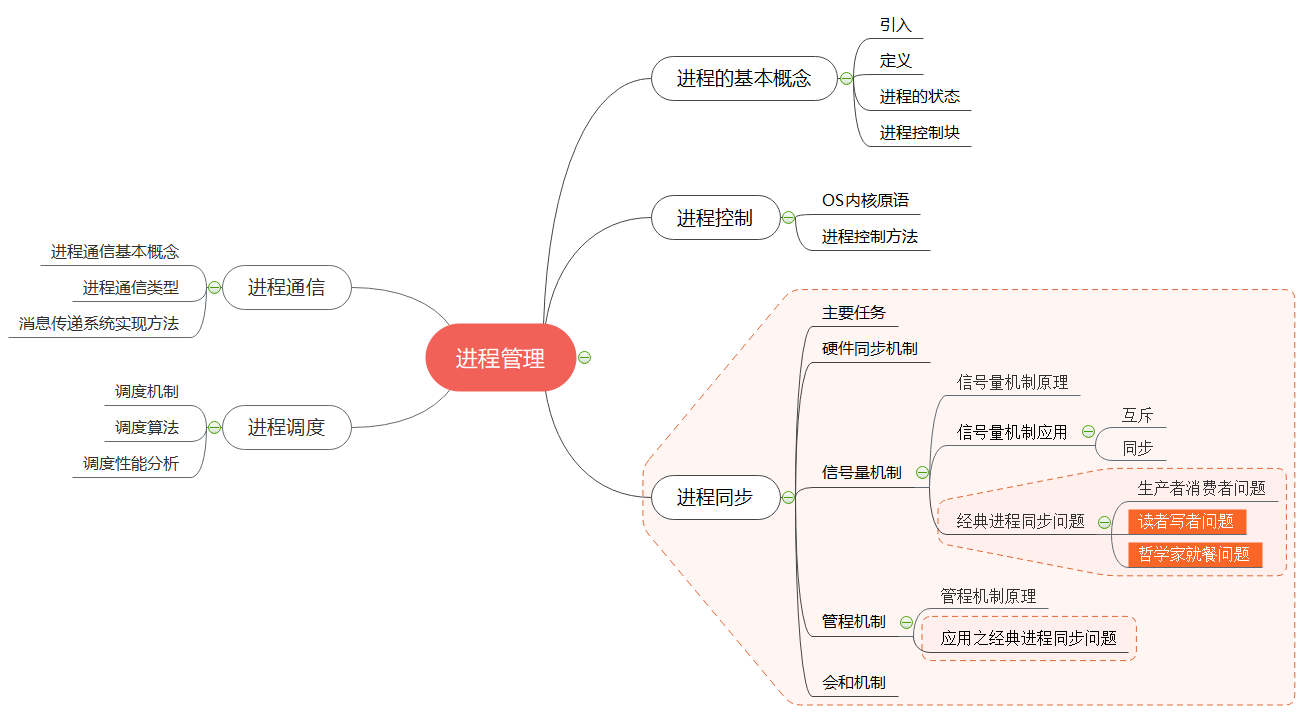 进程管理
进程的基本概念
引入
定义
进程的状态
进程控制块
进程控制
OS内核原语
进程控制方法
进程同步
主要任务
硬件同步机制
信号量机制
信号量机制原理
信号量机制应用
互斥
同步
经典进程同步问题
生产者消费者问题
读者写者问题
哲学家就餐问题
管程机制
管程机制原理
应用之经典进程同步问题
会和机制
进程通信
进程通信基本概念
进程通信类型
消息传递系统实现方法
进程调度
调度机制
调度算法
调度性能分析